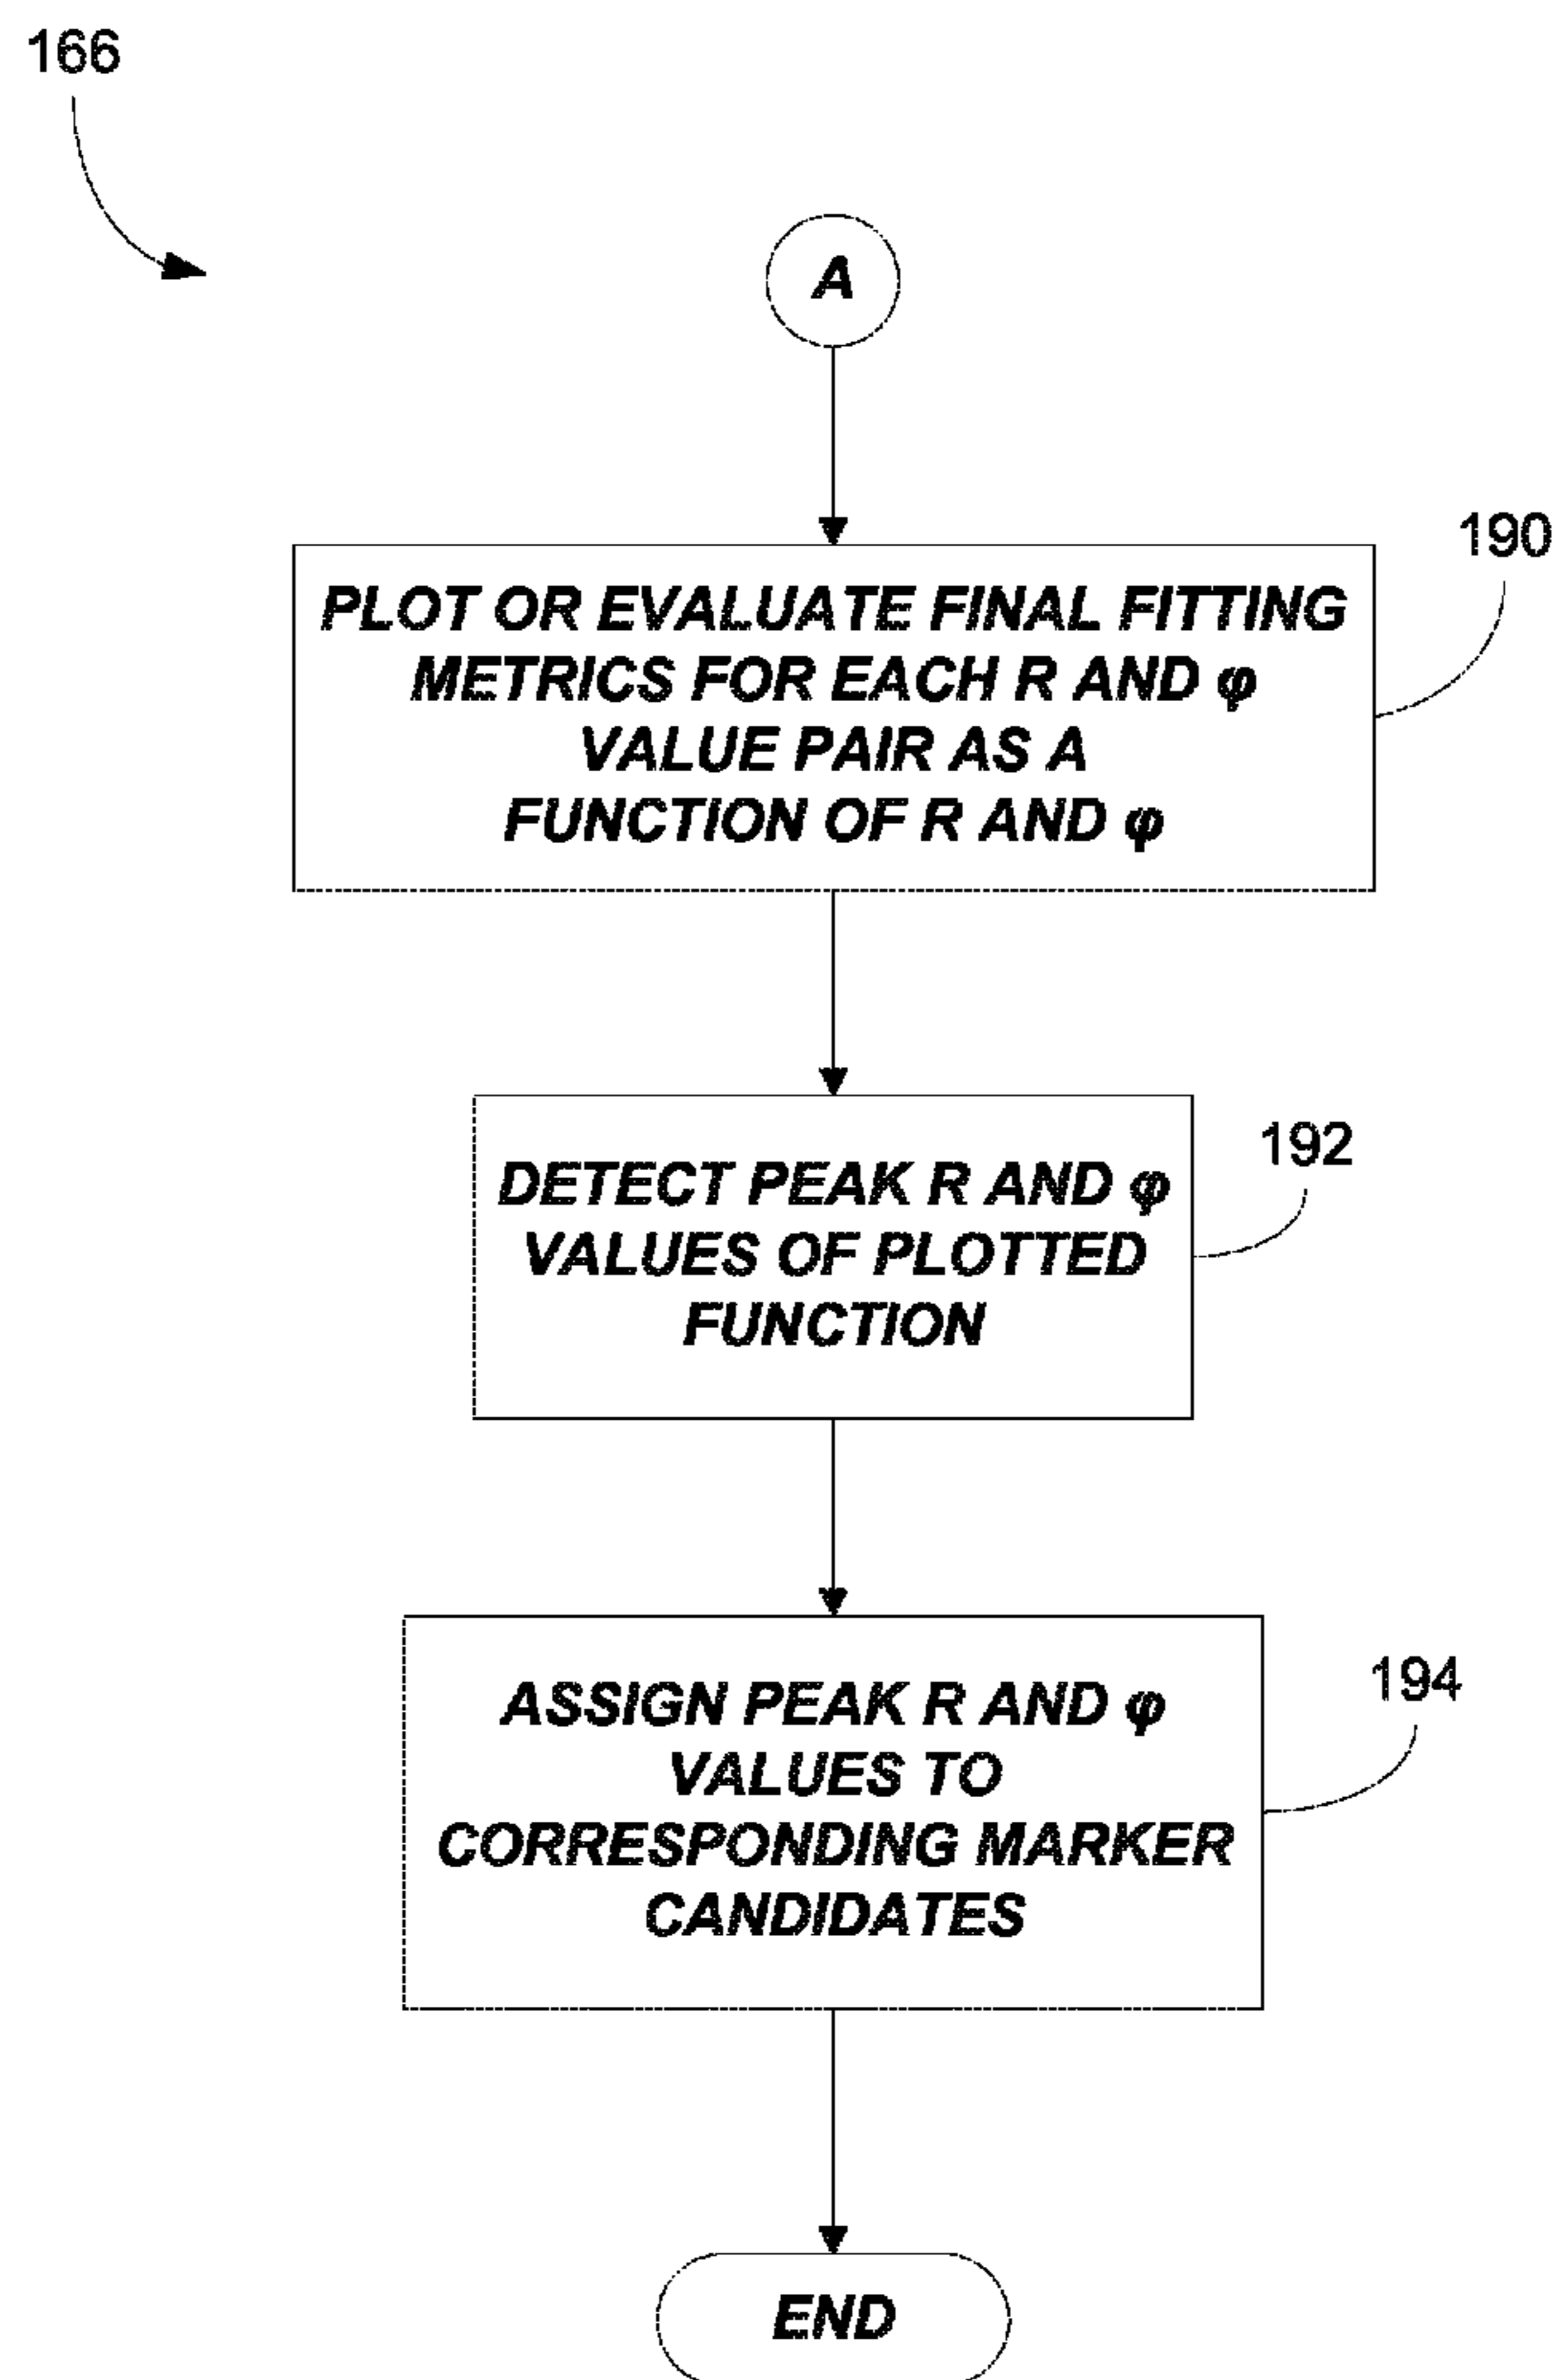 166
A
190
PLOT OR EVALUATE FINAL FITTING
METRICS FOR EACH R AND φ
VALUE PAIR AS A
FUNCTION OF R AND φ
192
DETECT PEAK R AND φ
VALUES OF PLOTTED
FUNCTION
194
ASSIGN PEAK R AND φ
VALUES TO
CORRESPONDING MARKER
CANDIDATES
END